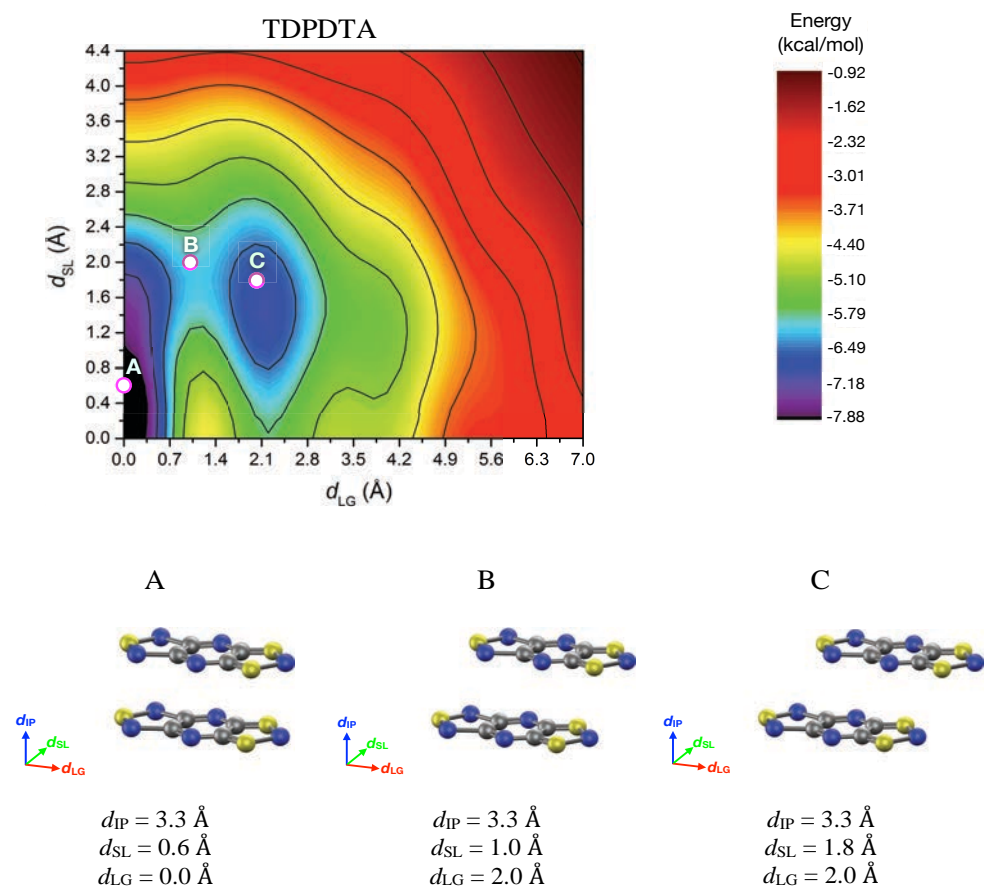 TDPDTA
Energy
(kcal/mol)
-0.92
-1.62
-2.32
-3.01
-3.71
-4.40
-5.10
-5.79
-6.49
-7.18
-7.88
4.4
4.0
3.6
3.2
2.8
2.4
2.0
1.6
1.2
0.8
0.4
0.0
dSL (Å)
B
C
A
0.0 0.7 1.4 2.1 2.8 3.5 4.2 4.9 5.6 6.3 7.0
dLG (Å)
A B C
dIP
dSL
dLG
dIP
dSL
dLG
dIP
dSL
dLG
dIP = 3.3 Å
dSL = 0.6 Å
dLG = 0.0 Å
dIP = 3.3 Å
dSL = 1.0 Å
dLG = 2.0 Å
dIP = 3.3 Å
dSL = 1.8 Å
dLG = 2.0 Å